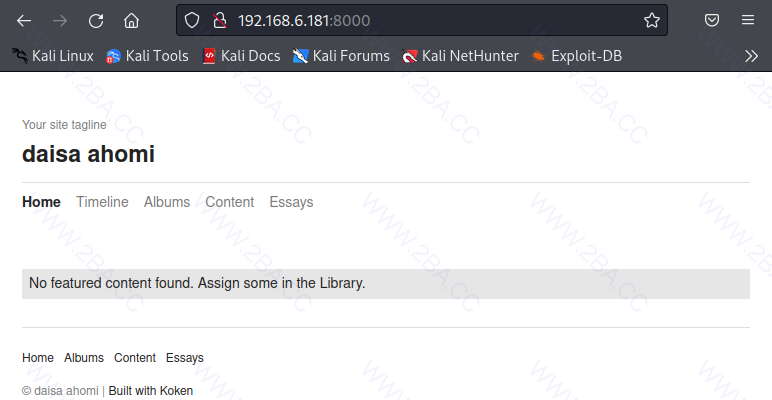 192.168.6.181:8000
Kali Linux Kali Tools Kali Docs Kali Forums Kali NetHunter Exploit-DB
Your site tagline
daisa ahomi
Home Timeline Albums Content Essays
No featured content found. Assign some in the Library.
Home Albums Content Essays
© daisa ahomi | Built with Koken
WWW.2BA.CC